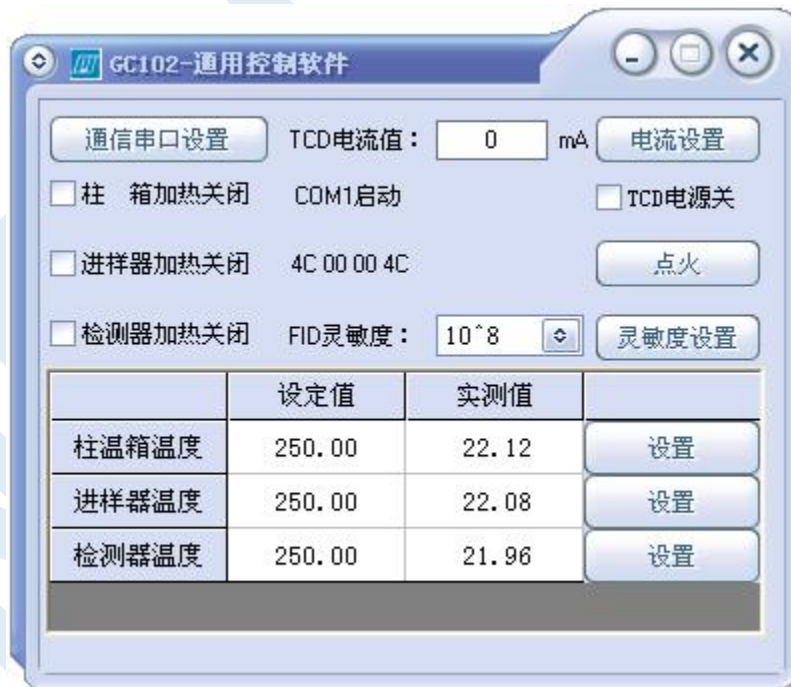 GC102-通用控制软件
通信串口设置 TCD电流值： 0 mA 电流设置
柱 箱加热关闭 COM1启动 TCD电源关
进样器加热关闭 4C 00 00 4C 点火
检测器加热关闭 FID灵敏度： 10^8 灵敏度设置
设定值 实测值
柱温箱温度 250.00 22.12 设置
进样器温度 250.00 22.08 设置
检测器温度 250.00 21.96 设置